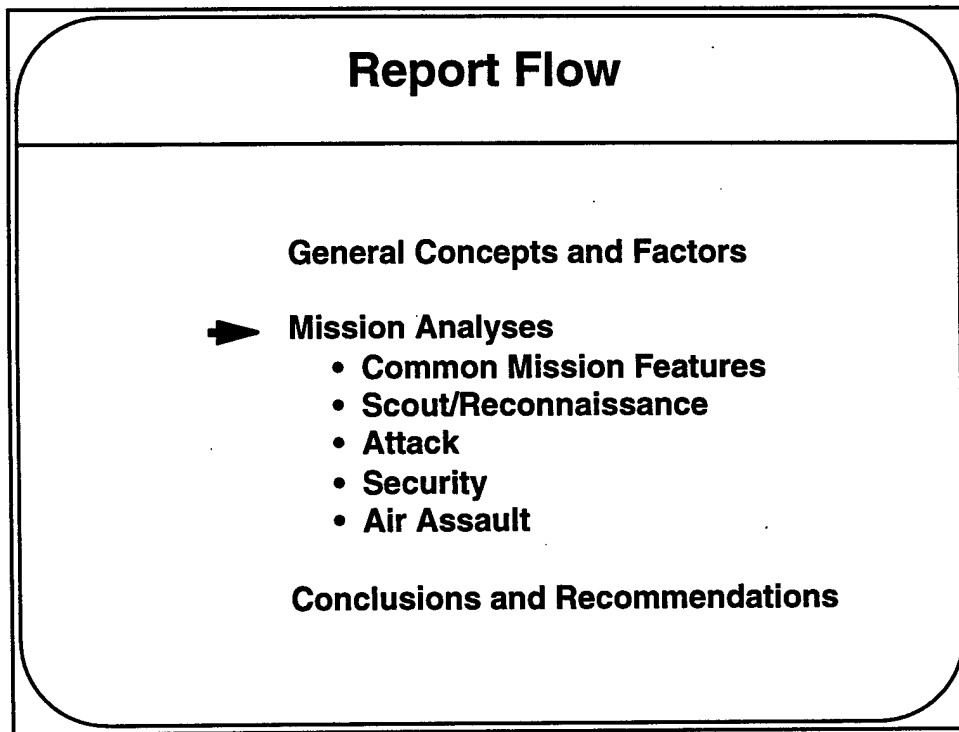 Report Flow
General Concepts and Factors
Mission Analyses
• Common Mission Features
• Scout/Reconnaissance
• Attack
• Security
• Air Assault
Conclusions and Recommendations